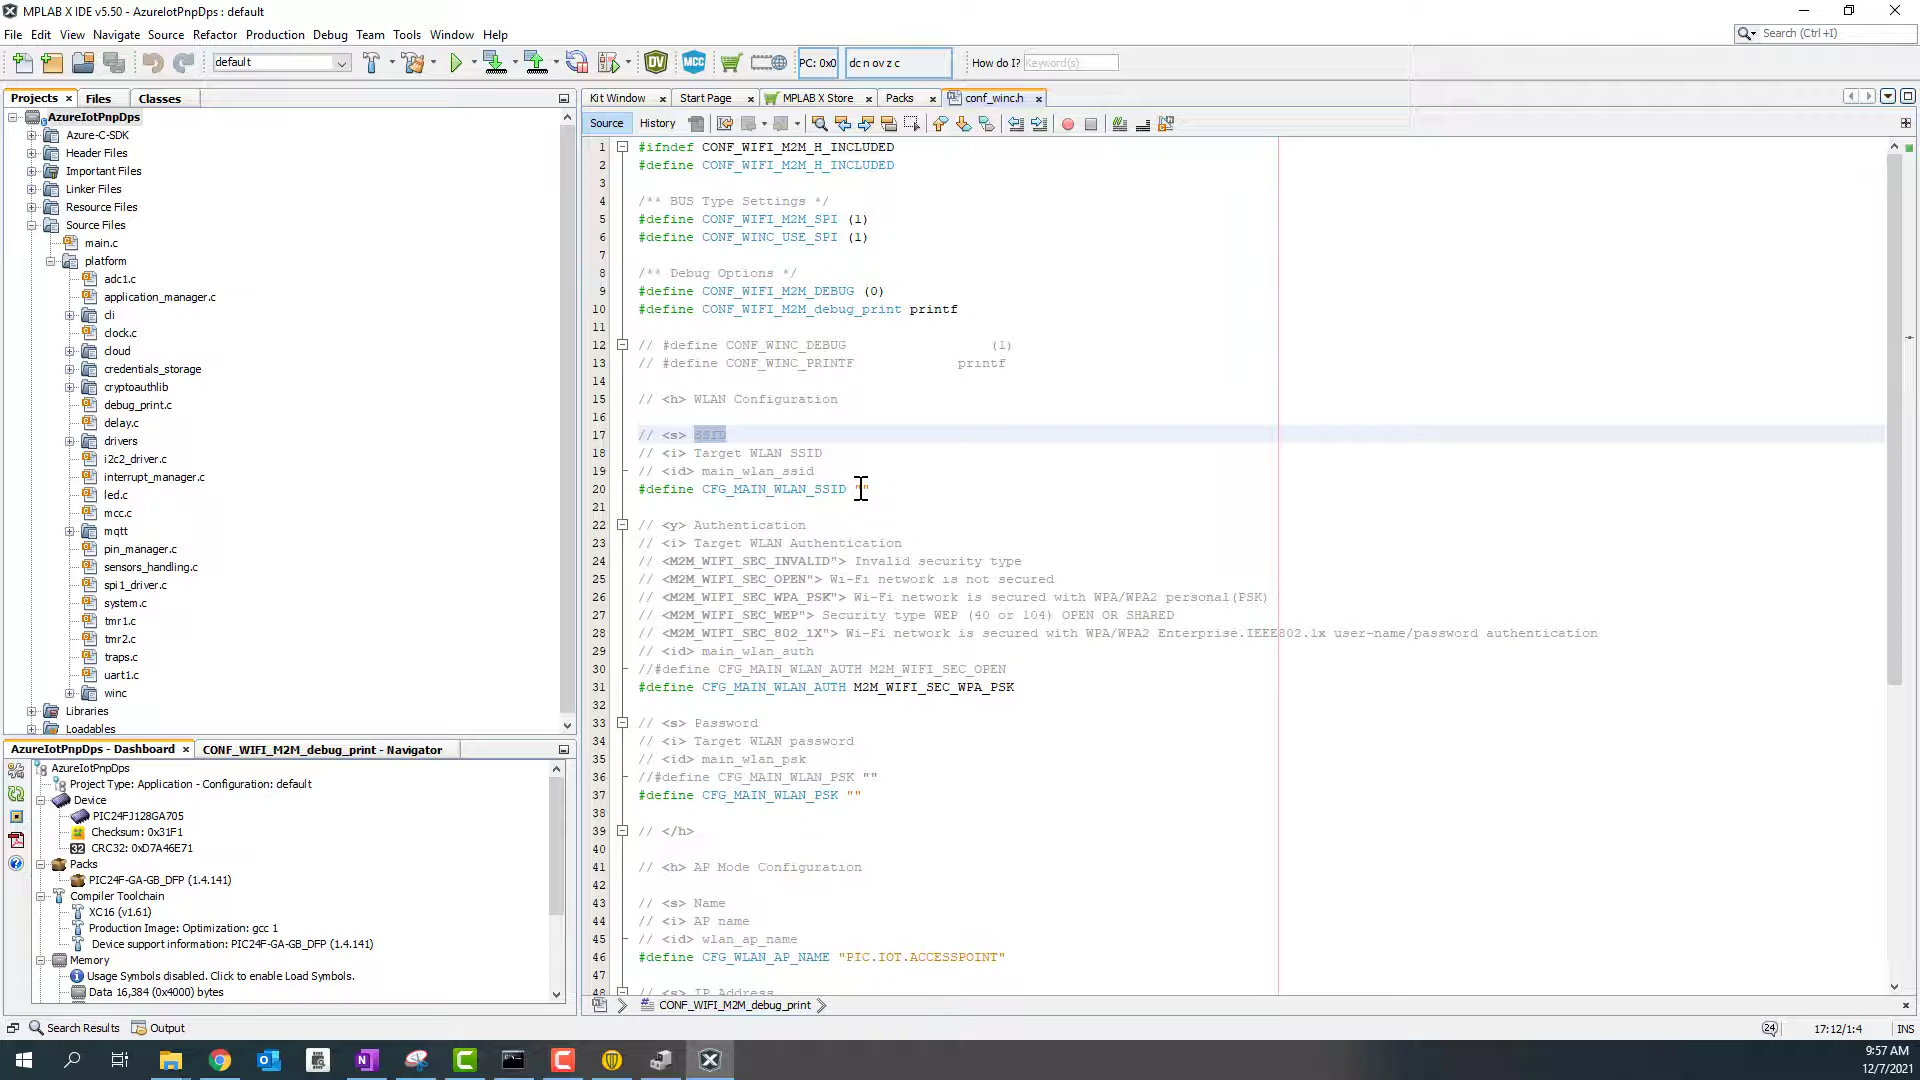 MPLAB X IDE v5.50 - AzureIotPnpDps : default
File Edit View Navigate Source Refactor Production Debug Team Tools Window Help
Search (Ctrl+I)
default
DV
MCC
PC: 0x0
dc n ov z c
How do I?
Keyword(s)
Projects Files Classes
Kit Window Start Page MPLAB X Store Packs conf_winc.h
Source History
AzureIotPnpDps
Azure-C-SDK
Header Files
Important Files
Linker Files
Resource Files
Source Files
main.c
platform
adc1.c
application_manager.c
cli
clock.c
cloud
credentials_storage
cryptoauthlib
debug_print.c
delay.c
drivers
i2c2_driver.c
interrupt_manager.c
led.c
mcc.c
mqtt
pin_manager.c
sensors_handling.c
spi1_driver.c
system.c
tmr1.c
tmr2.c
traps.c
uart1.c
winc
Libraries
Loadables
1 #ifndef CONF_WIFI_M2M_H_INCLUDED
2 #define CONF_WIFI_M2M_H_INCLUDED
3
4 /** BUS Type Settings */
5 #define CONF_WIFI_M2M_SPI (1)
6 #define CONF_WINC_USE_SPI (1)
7
8 /** Debug Options */
9 #define CONF_WIFI_M2M_DEBUG (0)
10 #define CONF_WIFI_M2M_debug_print printf
11
12 // #define CONF_WINC_DEBUG (1)
13 // #define CONF_WINC_PRINTF printf
14
15 // <h> WLAN Configuration
16
17 // <s> SSID
18 // <i> Target WLAN SSID
19 // <id> main_wlan_ssid
20 #define CFG_MAIN_WLAN_SSID ""
21
22 // <y> Authentication
23 // <i> Target WLAN Authentication
24 // <M2M_WIFI_SEC_INVALID"> Invalid security type
25 // <M2M_WIFI_SEC_OPEN"> Wi-Fi network is not secured
26 // <M2M_WIFI_SEC_WPA_PSK"> Wi-Fi network is secured with WPA/WPA2 personal(PSK)
27 // <M2M_WIFI_SEC_WEP"> Security type WEP (40 or 104) OPEN OR SHARED
28 // <M2M_WIFI_SEC_802_1X"> Wi-Fi network is secured with WPA/WPA2 Enterprise.IEEE802.1x user-name/password authentication
29 // <id> main_wlan_auth
30 //#define CFG_MAIN_WLAN_AUTH M2M_WIFI_SEC_OPEN
31 #define CFG_MAIN_WLAN_AUTH M2M_WIFI_SEC_WPA_PSK
32
33 // <s> Password
34 // <i> Target WLAN password
35 // <id> main_wlan_psk
36 //#define CFG_MAIN_WLAN_PSK ""
37 #define CFG_MAIN_WLAN_PSK ""
38
39 // </h>
40
41 // <h> AP Mode Configuration
42
43 // <s> Name
44 // <i> AP name
45 // <id> wlan_ap_name
46 #define CFG_WLAN_AP_NAME "PIC.IOT.ACCESSPOINT"
47
48 // <s> IP Address
CONF_WIFI_M2M_debug_print
AzureIotPnpDps - Dashboard CONF_WIFI_M2M_debug_print - Navigator
AzureIotPnpDps
Project Type: Application - Configuration: default
Device
PIC24FJ128GA705
Checksum: 0x31F1
32 CRC32: 0xD7A46E71
Packs
PIC24F-GA-GB_DFP (1.4.141)
Compiler Toolchain
XC16 (v1.61)
Production Image: Optimization: gcc 1
Device support information: PIC24F-GA-GB_DFP (1.4.141)
Memory
Usage Symbols disabled. Click to enable Load Symbols.
Data 16,384 (0x4000) bytes
Search Results Output
24 17:12/1:4 INS
9:57 AM
12/7/2021